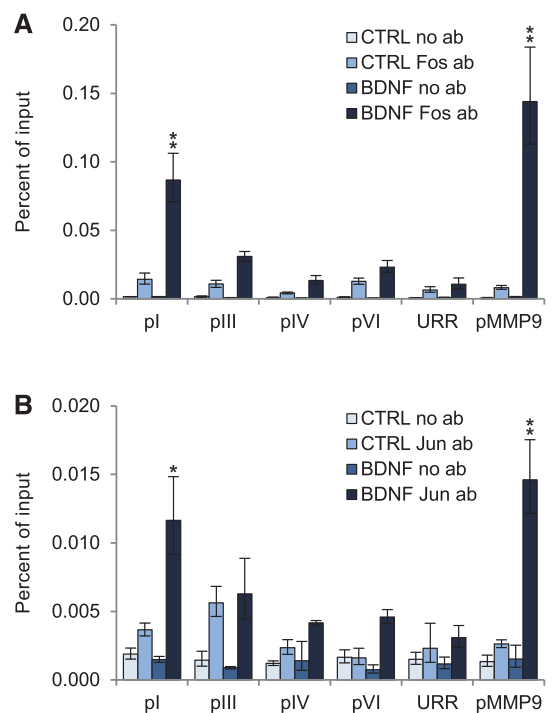 A
0.20
0.15
0.10
0.05
0.00
Percent of input
CTRL no ab
CTRL Fos ab
BDNF no ab
BDNF Fos ab
**
**
pI pIII pIV pVI URR pMMP9
B
0.020
0.015
0.010
0.005
0.000
Percent of input
CTRL no ab
CTRL Jun ab
BDNF no ab
BDNF Jun ab
*
**
pI pIII pIV pVI URR pMMP9